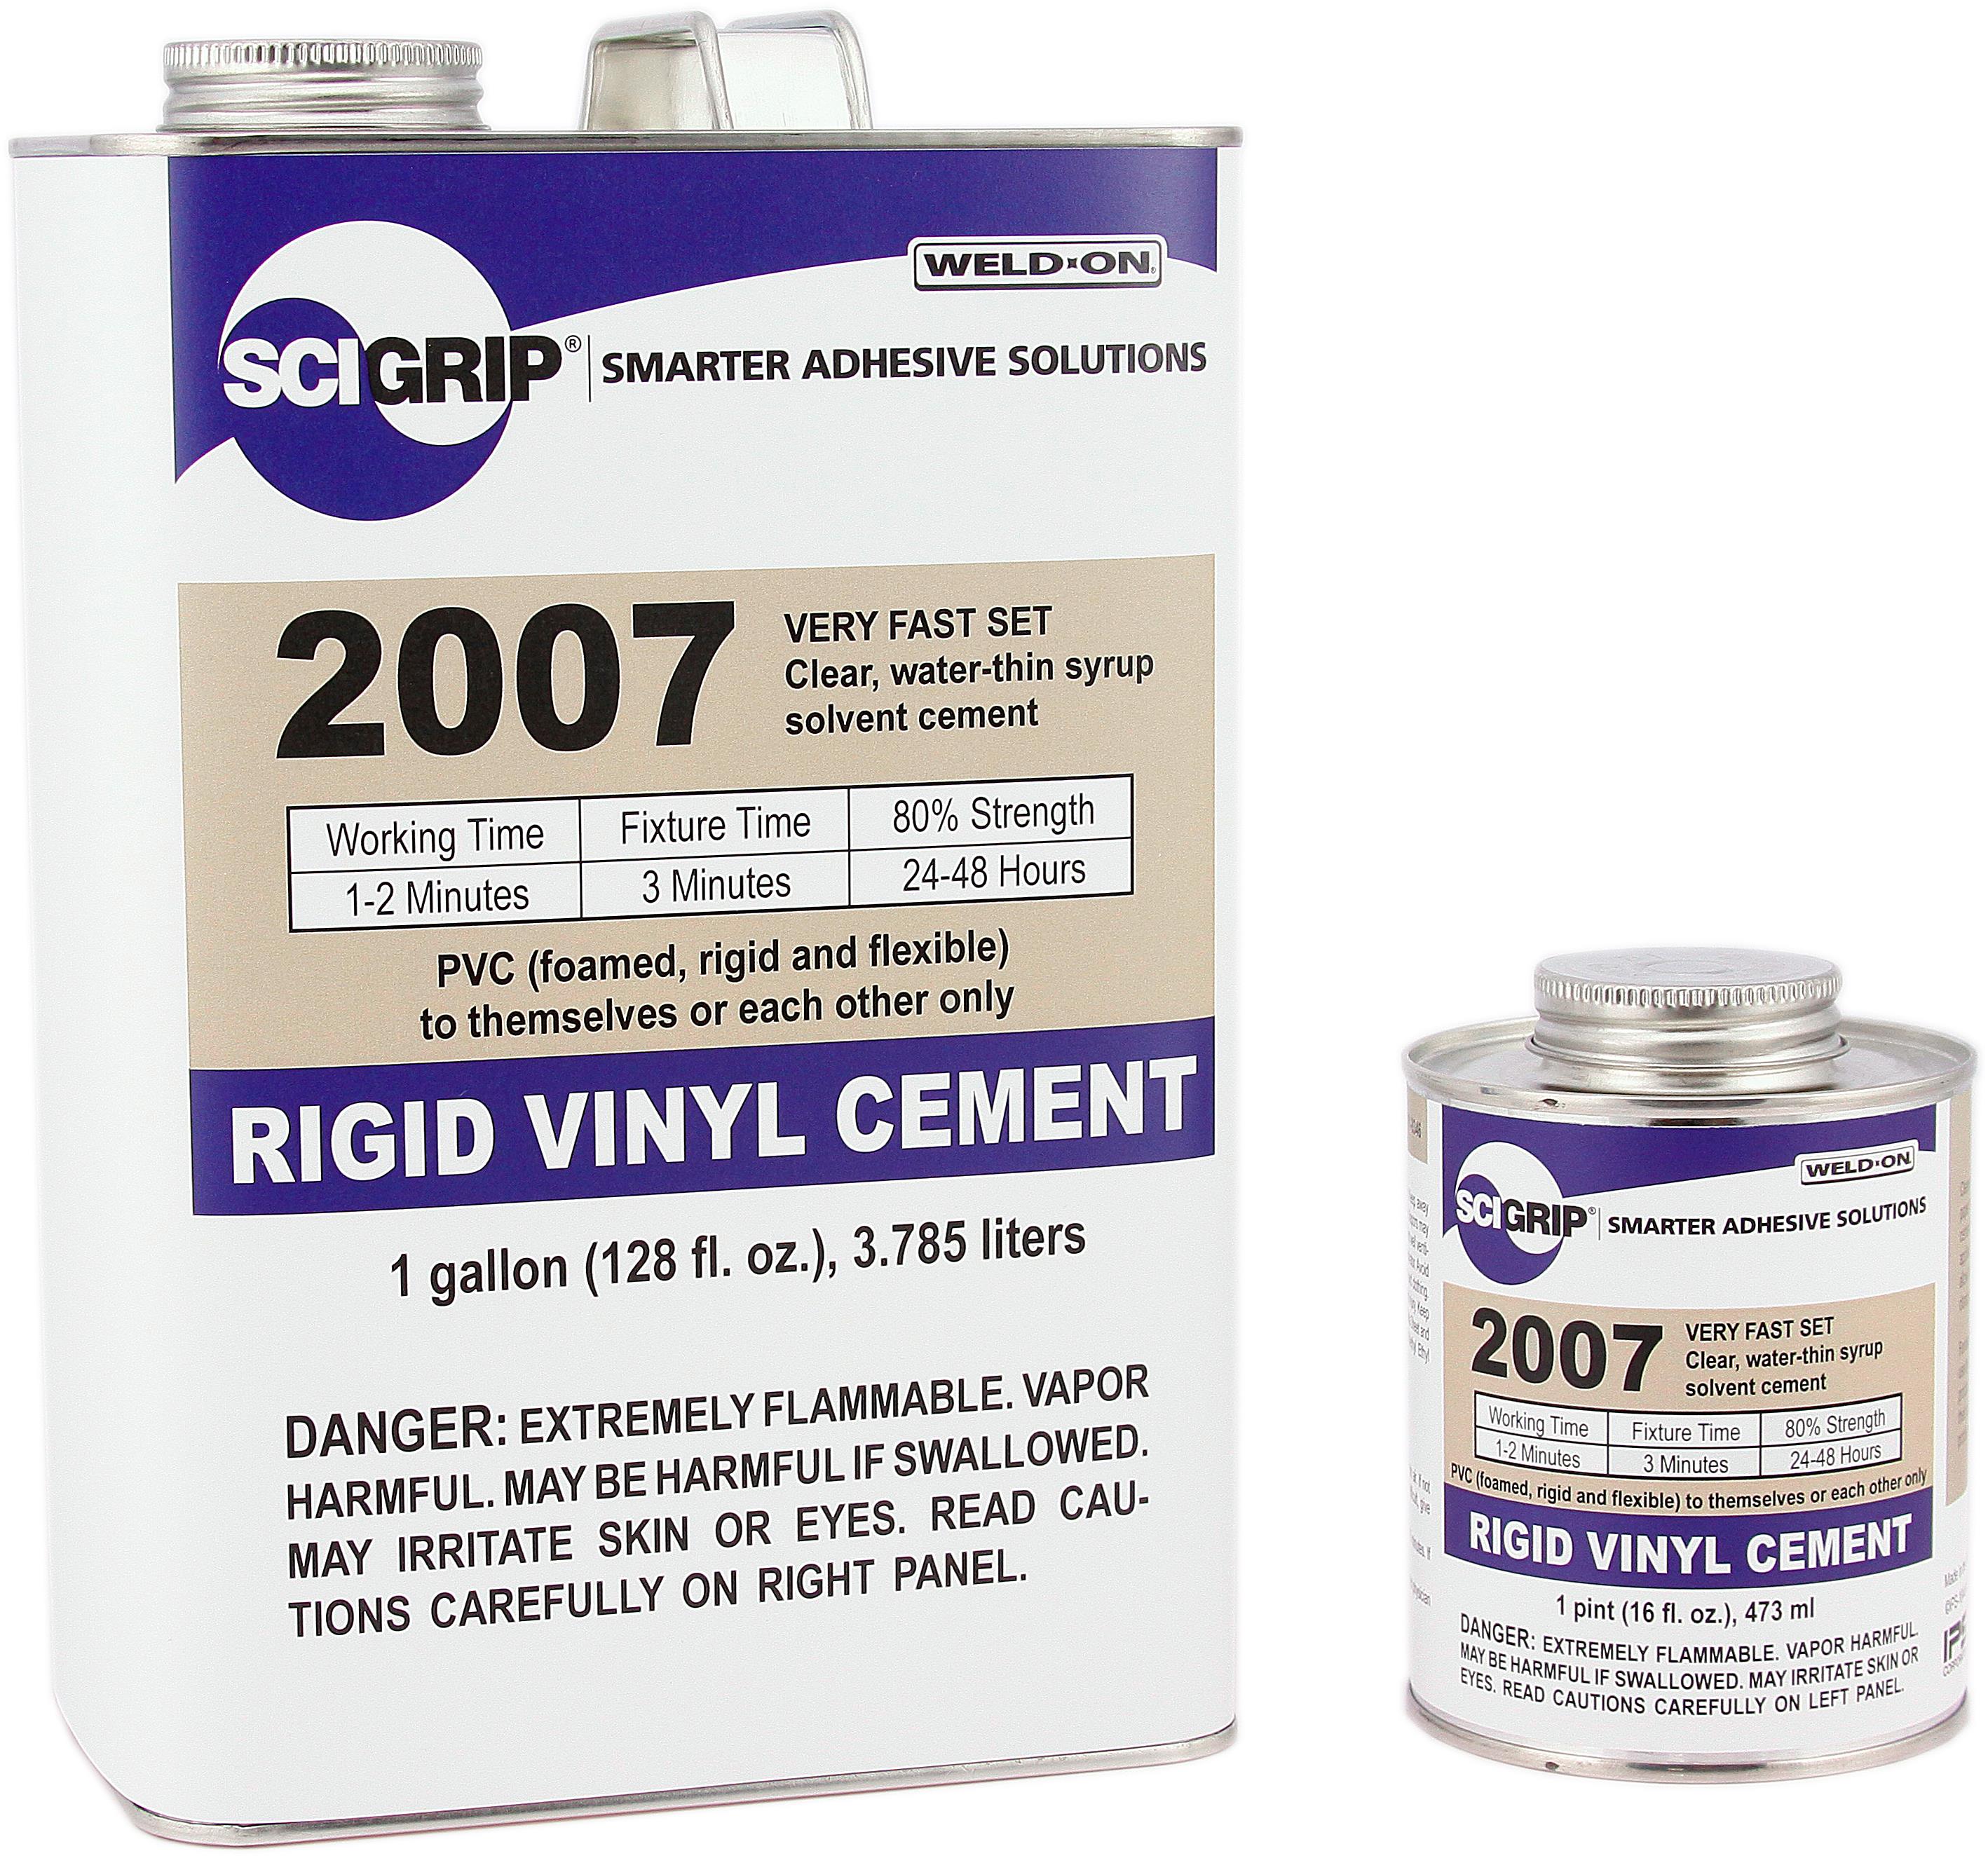 WELD-ON®
SCIGRIP® SMARTER ADHESIVE SOLUTIONS
2007
VERY FAST SET
Clear, water-thin syrup
solvent cement
Working Time Fixture Time 80% Strength
1-2 Minutes 3 Minutes 24-48 Hours
PVC (foamed, rigid and flexible)
to themselves or each other only
RIGID VINYL CEMENT
1 gallon (128 fl. oz.), 3.785 liters
DANGER: EXTREMELY FLAMMABLE. VAPOR
HARMFUL. MAY BE HARMFUL IF SWALLOWED.
MAY IRRITATE SKIN OR EYES. READ CAU-
TIONS CAREFULLY ON RIGHT PANEL.
WELD-ON
SCIGRIP® SMARTER ADHESIVE SOLUTIONS
2007
VERY FAST SET
Clear, water-thin syrup
solvent cement
Working Time Fixture Time 80% Strength
1-2 Minutes 3 Minutes 24-48 Hours
PVC (foamed, rigid and flexible) to themselves or each other only
RIGID VINYL CEMENT
1 pint (16 fl. oz.), 473 ml
DANGER: EXTREMELY FLAMMABLE. VAPOR HARMFUL.
MAY BE HARMFUL IF SWALLOWED. MAY IRRITATE SKIN OR
EYES. READ CAUTIONS CAREFULLY ON LEFT PANEL.